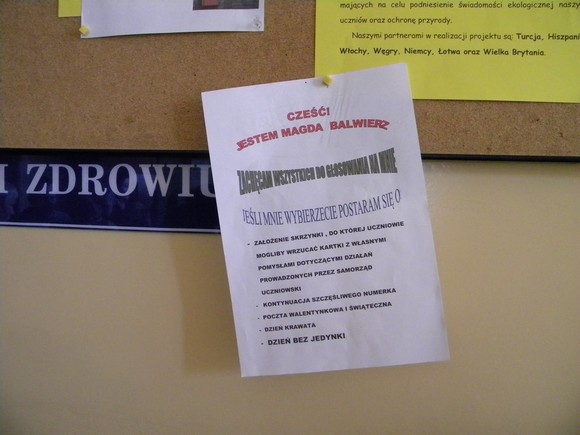 mających na celu podniesienie świadomości ekologicznej naszy
uczniów oraz ochronę przyrody.
Naszymi partnerami w realizacji projektu są: Turcja, Hiszpani
Włochy, Węgry, Niemcy, Łotwa oraz Wielka Brytania.
CZEŚĆ!
JESTEM MAGDA BALWIERZ
ZACHĘCAM WSZYSTKICH DO GŁOSOWANIA NA MNIE
JEŚLI MNIE WYBIERZECIE POSTARAM SIĘ O
I ZDROWIU
- ZAŁOŻENIE SKRZYNKI , DO KTÓREJ UCZNIOWIE
MOGLIBY WRZUCAĆ KARTKI Z WŁASNYMI
POMYSŁAMI DOTYCZĄCYMI DZIAŁAŃ
PROWADZONYCH PRZEZ SAMORZĄD
UCZNIOWSKI
- KONTYNUACJA SZCZĘŚLIWEGO NUMERKA
- POCZTA WALENTYNKOWA I ŚWIĄTECZNA
- DZIEŃ KRAWATA
- DZIEŃ BEZ JEDYNKI